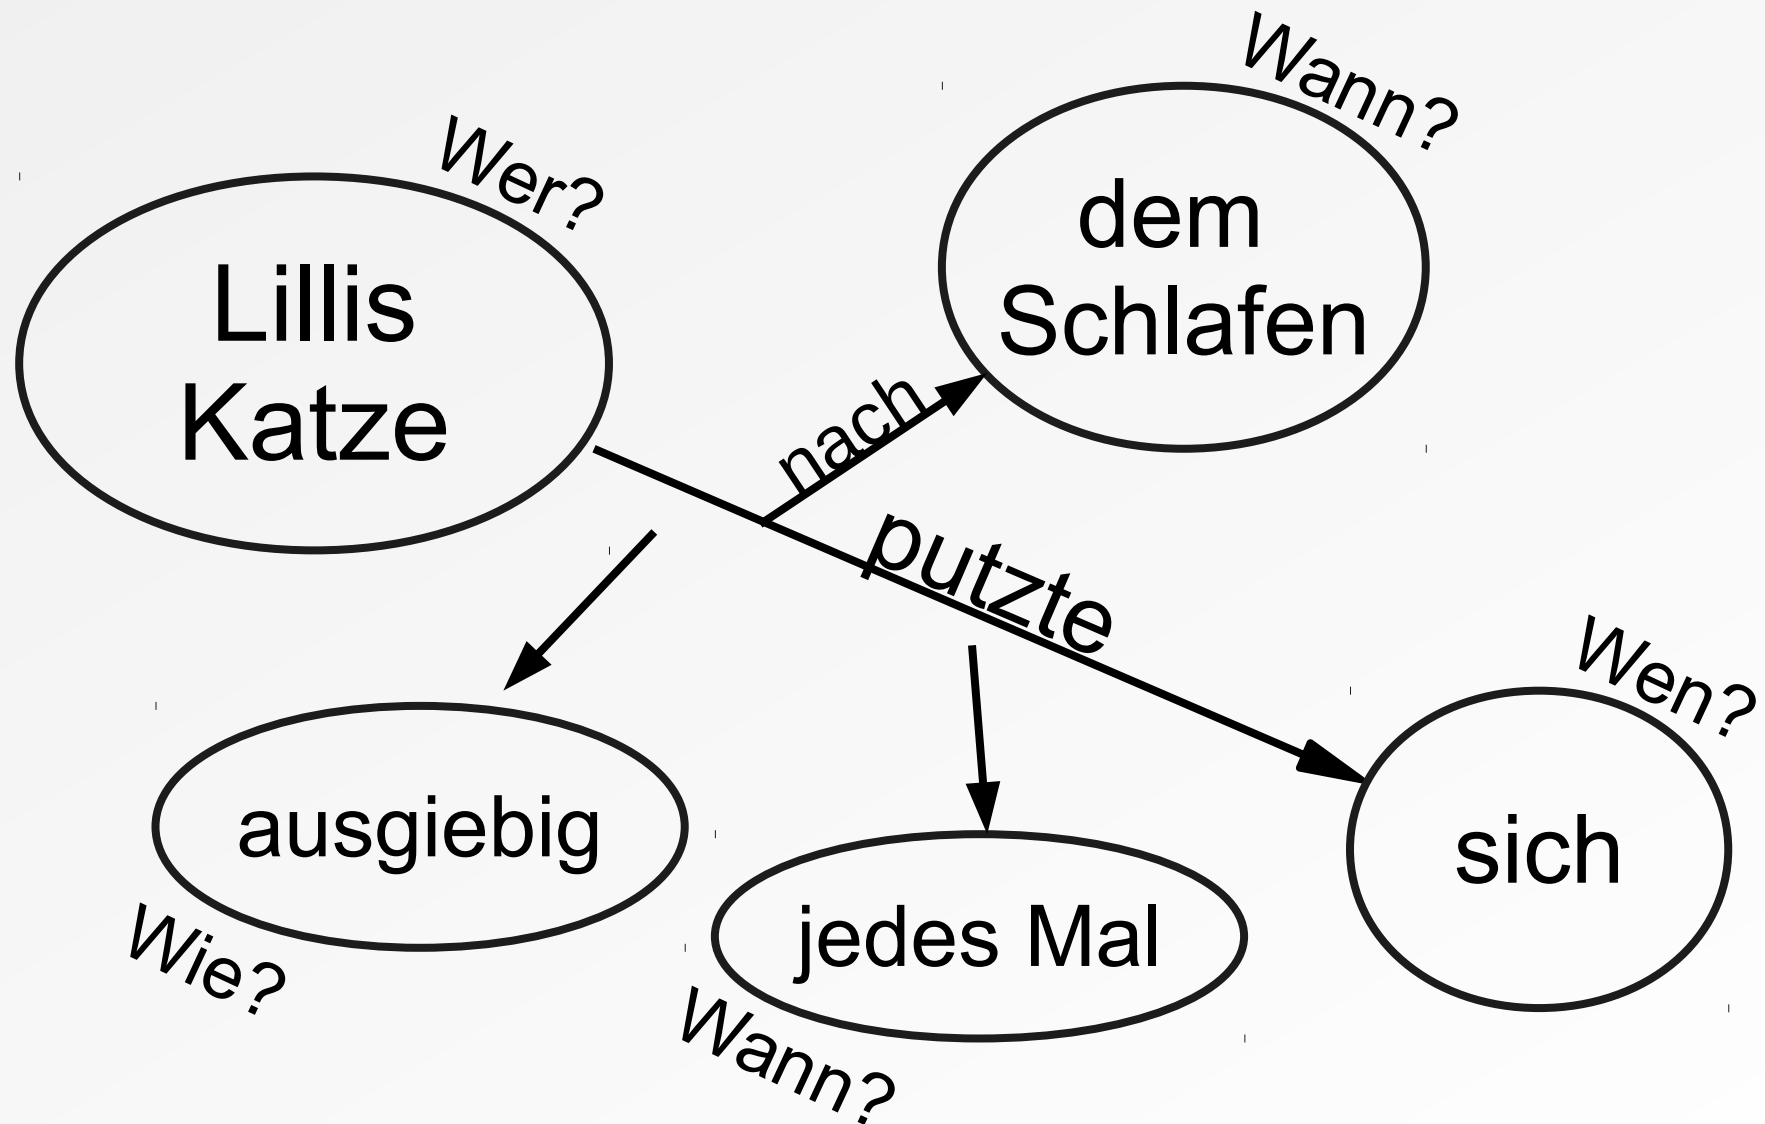 Wann?
Wer?
dem
Schlafen
Lillis
Katze
nach
putzte
Wen?
ausgiebig
sich
jedes Mal
Wie?
Wann?